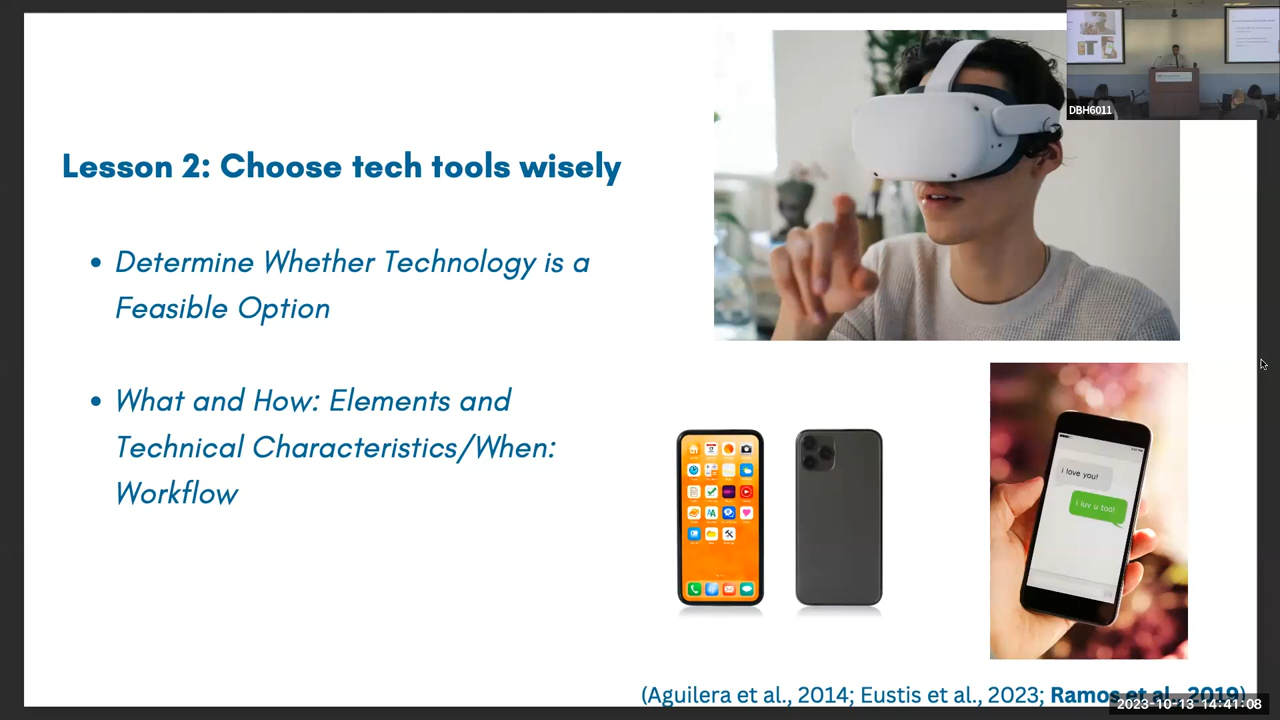 DBH6011
Lesson 2: Choose tech tools wisely
• Determine Whether Technology is a
Feasible Option
• What and How: Elements and
Technical Characteristics/When:
Workflow
i love you!
i luv u too!
(Aguilera et al., 2014; Eustis et al., 2023; Ramos et al., 2019)
2023-10-13 14:41:08